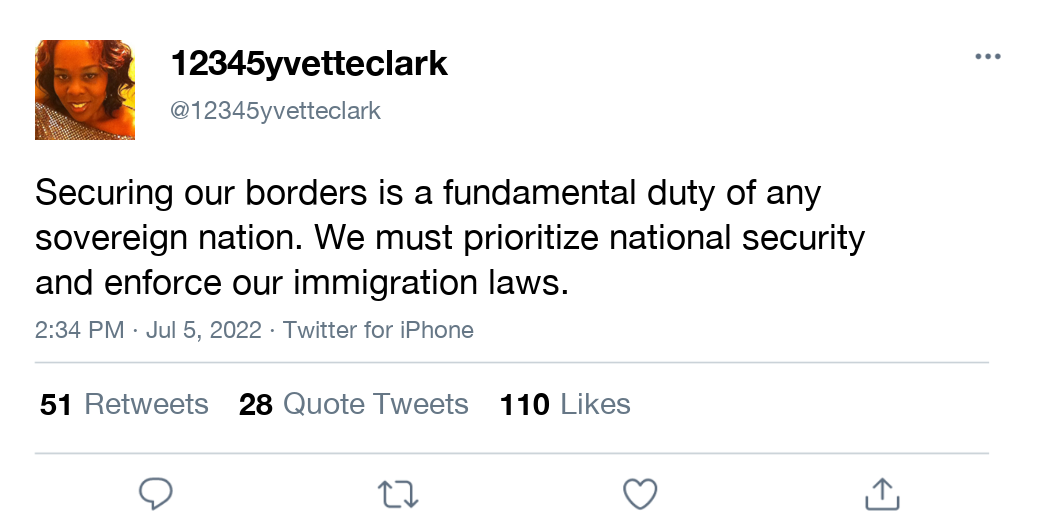 12345yvetteclark
@12345yvetteclark
Securing our borders is a fundamental duty of any
sovereign nation. We must prioritize national security
and enforce our immigration laws.
2:34 PM · Jul 5, 2022 · Twitter for iPhone
51 Retweets 28 Quote Tweets 110 Likes